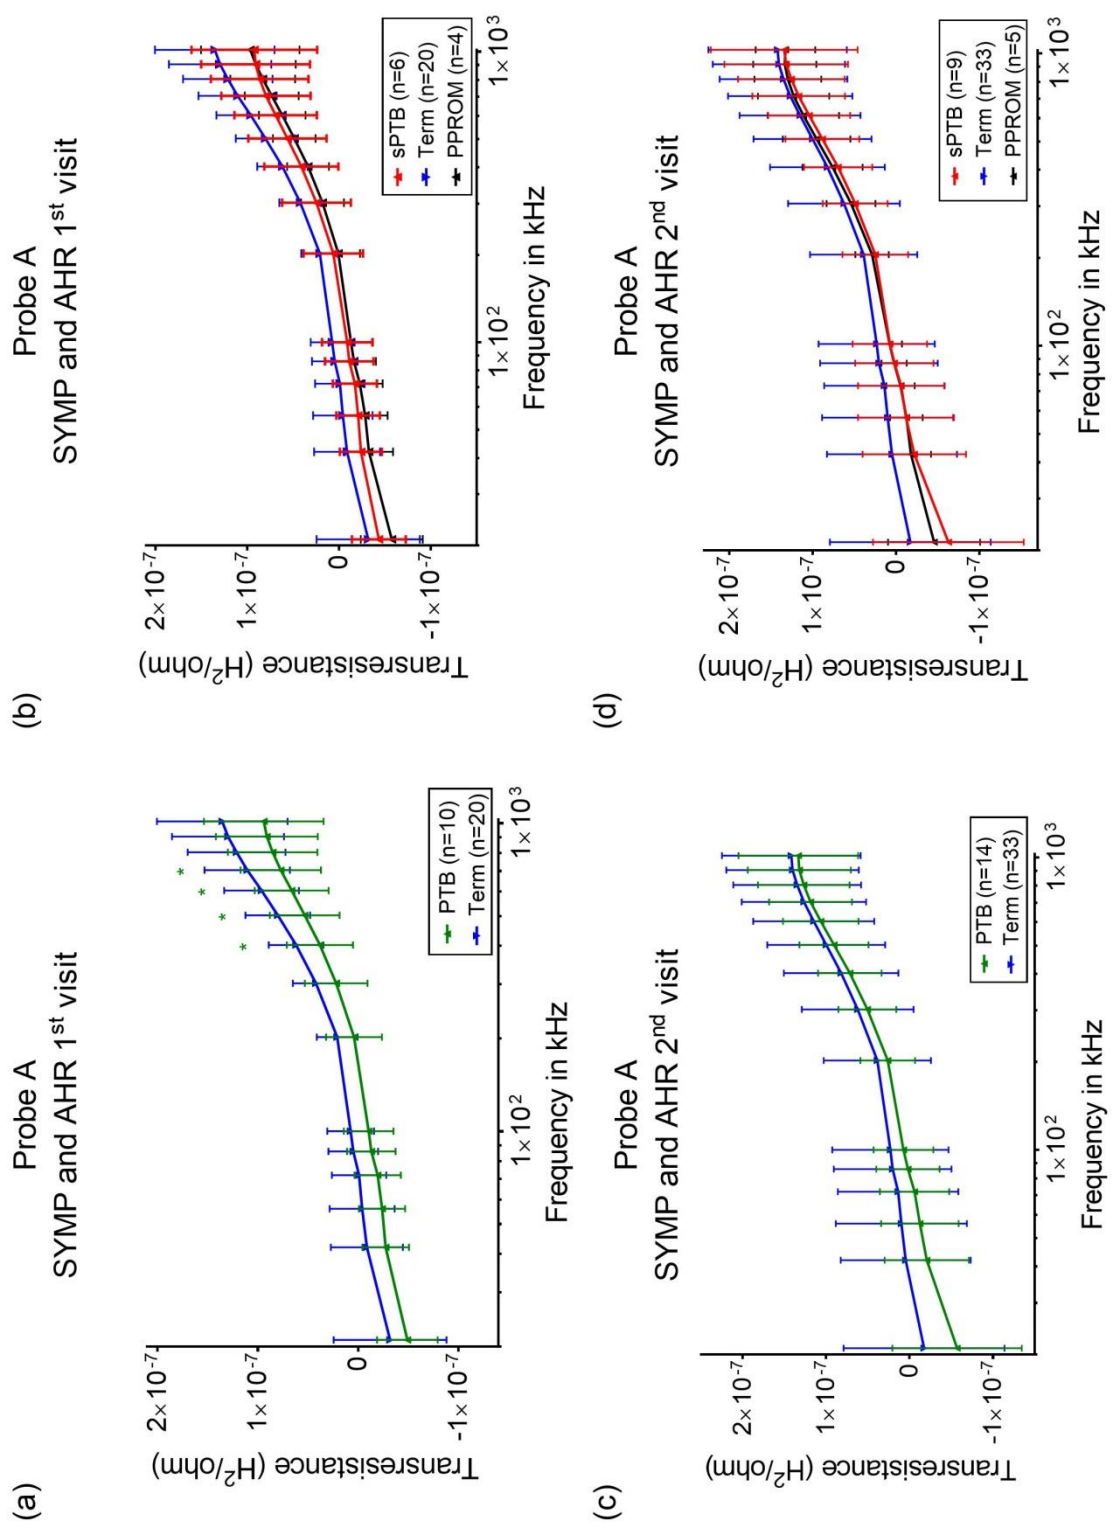 (a)
Probe A
SYMP and AHR 1st visit
Transresistance (H²/ohm)
2×10⁻⁷
1×10⁻⁷
0
-1×10⁻⁷
*
*
*
*
PTB (n=10)
Term (n=20)
1×10²
1×10³
Frequency in kHz
(b)
Probe A
SYMP and AHR 1st visit
Transresistance (H²/ohm)
2×10⁻⁷
1×10⁻⁷
0
-1×10⁻⁷
sPTB (n=6)
Term (n=20)
PPROM (n=4)
1×10²
1×10³
Frequency in kHz
(c)
Probe A
SYMP and AHR 2nd visit
Transresistance (H²/ohm)
2×10⁻⁷
1×10⁻⁷
0
-1×10⁻⁷
PTB (n=14)
Term (n=33)
1×10²
1×10³
Frequency in kHz
(d)
Probe A
SYMP and AHR 2nd visit
Transresistance (H²/ohm)
2×10⁻⁷
1×10⁻⁷
0
-1×10⁻⁷
sPTB (n=9)
Term (n=33)
PPROM (n=5)
1×10²
1×10³
Frequency in kHz